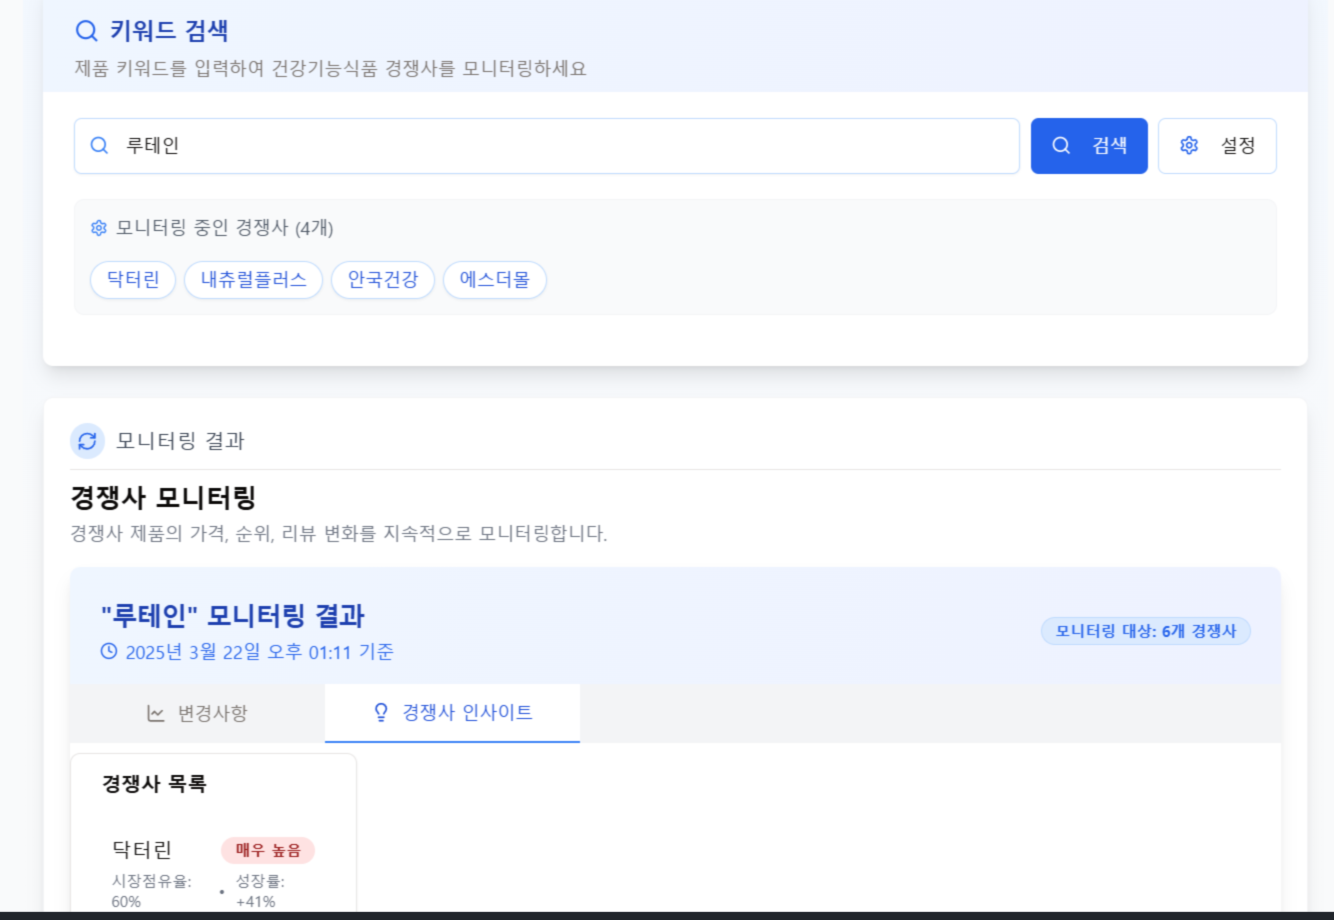 키워드 검색
제품 키워드를 입력하여 건강기능식품 경쟁사를 모니터링하세요
루테인
검색
설정
모니터링 중인 경쟁사 (4개)
닥터린
내츄럴플러스
안국건강
에스더몰
모니터링 결과
경쟁사 모니터링
경쟁사 제품의 가격, 순위, 리뷰 변화를 지속적으로 모니터링합니다.
"루테인" 모니터링 결과
2025년 3월 22일 오후 01:11 기준
모니터링 대상: 6개 경쟁사
변경사항
경쟁사 인사이트
경쟁사 목록
닥터린
매우 높음
시장점유율:
60%
•
성장률:
+41%